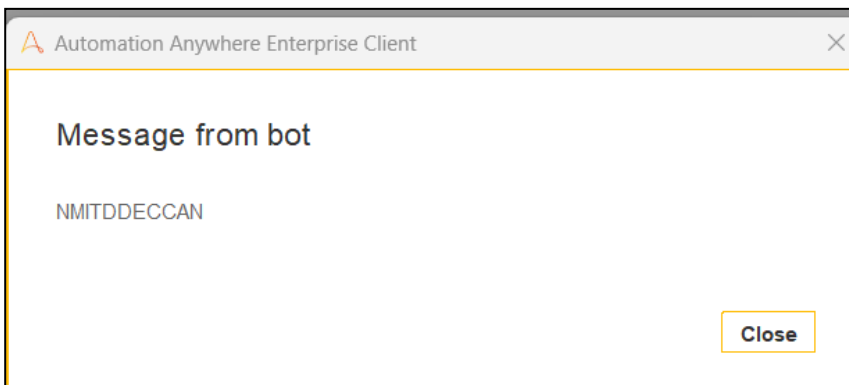 Automation Anywhere Enterprise Client
Message from bot
NMITDDECCAN
Close